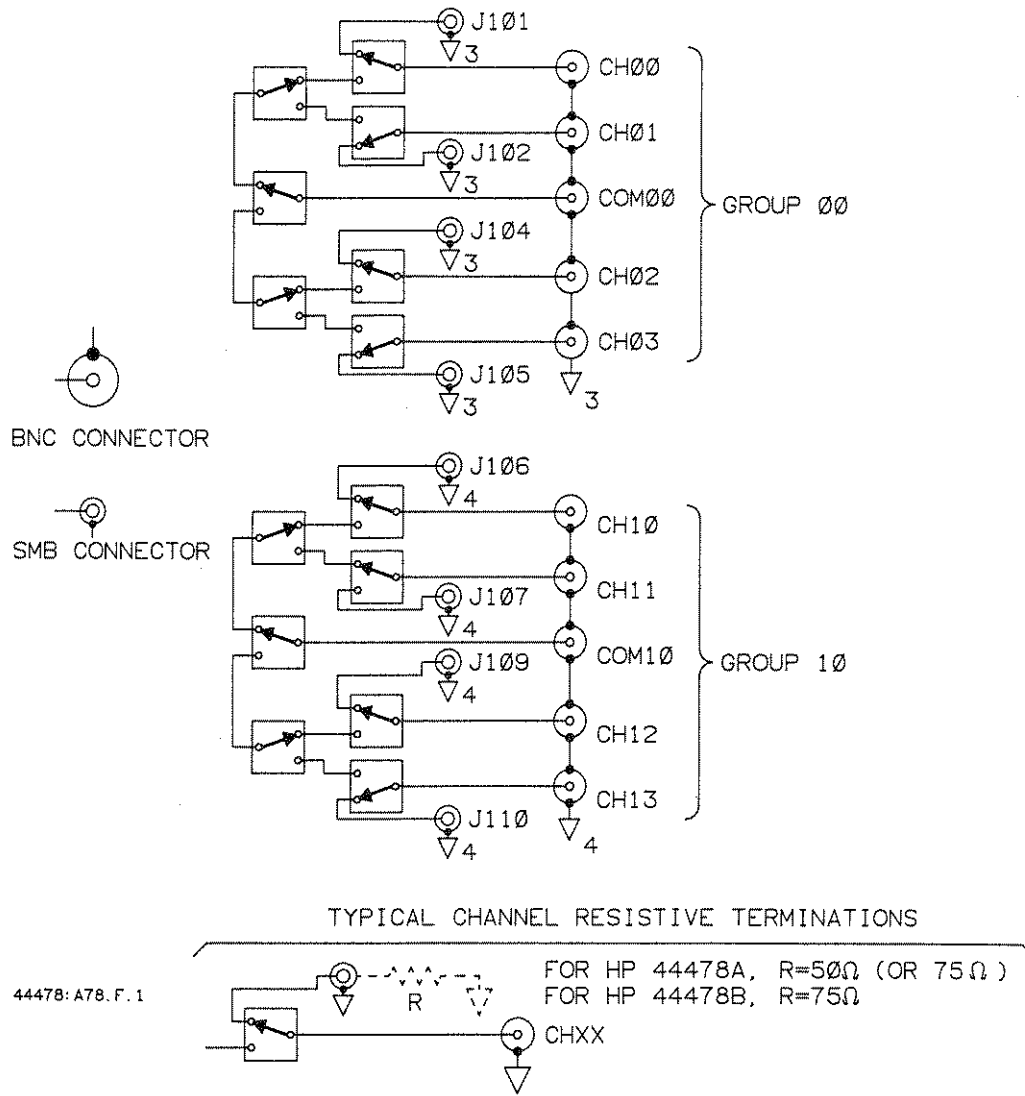 J1Ø1
3
CHØØ
CHØ1
J1Ø2
3
COMØØ
GROUP ØØ
J1Ø4
3
CHØ2
CHØ3
J1Ø5
3
3
BNC CONNECTOR
SMB CONNECTOR
J1Ø6
4
CH1Ø
CH11
J1Ø7
4
COM1Ø
GROUP 1Ø
J1Ø9
4
CH12
CH13
J11Ø
4
4
TYPICAL CHANNEL RESISTIVE TERMINATIONS
FOR HP 44478A, R=5ØΩ (OR 75Ω)
FOR HP 44478B, R=75Ω
R
CHXX
44478:A78.F.1